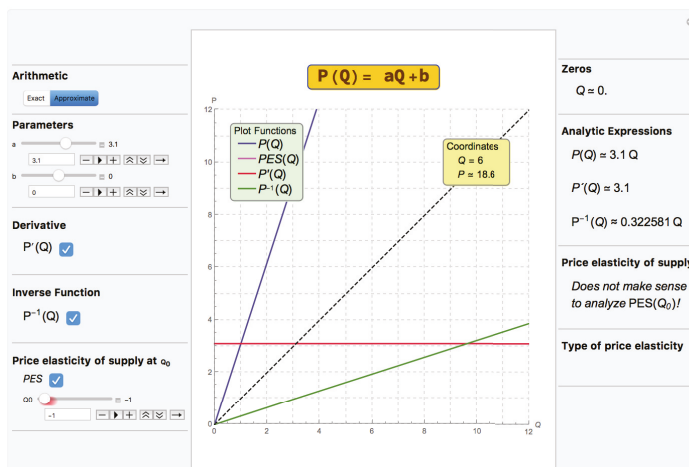 P(Q) = aQ+b
Arithmetic
Exact Approximate
Parameters
a 3.1
3.1
b 0
0
Derivative
P′(Q)
Inverse Function
P⁻¹(Q)
Price elasticity of supply at Q₀
PES
Q0 −1
−1
P
12
10
8
6
4
2
0
0 2 4 6 8 10 12 Q
Plot Functions
P(Q)
PES(Q)
P'(Q)
P⁻¹(Q)
Coordinates
Q = 6
P ≃ 18.6
Zeros
Q ≃ 0.
Analytic Expressions
P(Q) ≃ 3.1 Q
P′(Q) ≃ 3.1
P⁻¹(Q) ≃ 0.322581 Q
Price elasticity of supply
Does not make sense
to analyze PES(Q₀)!
Type of price elasticity